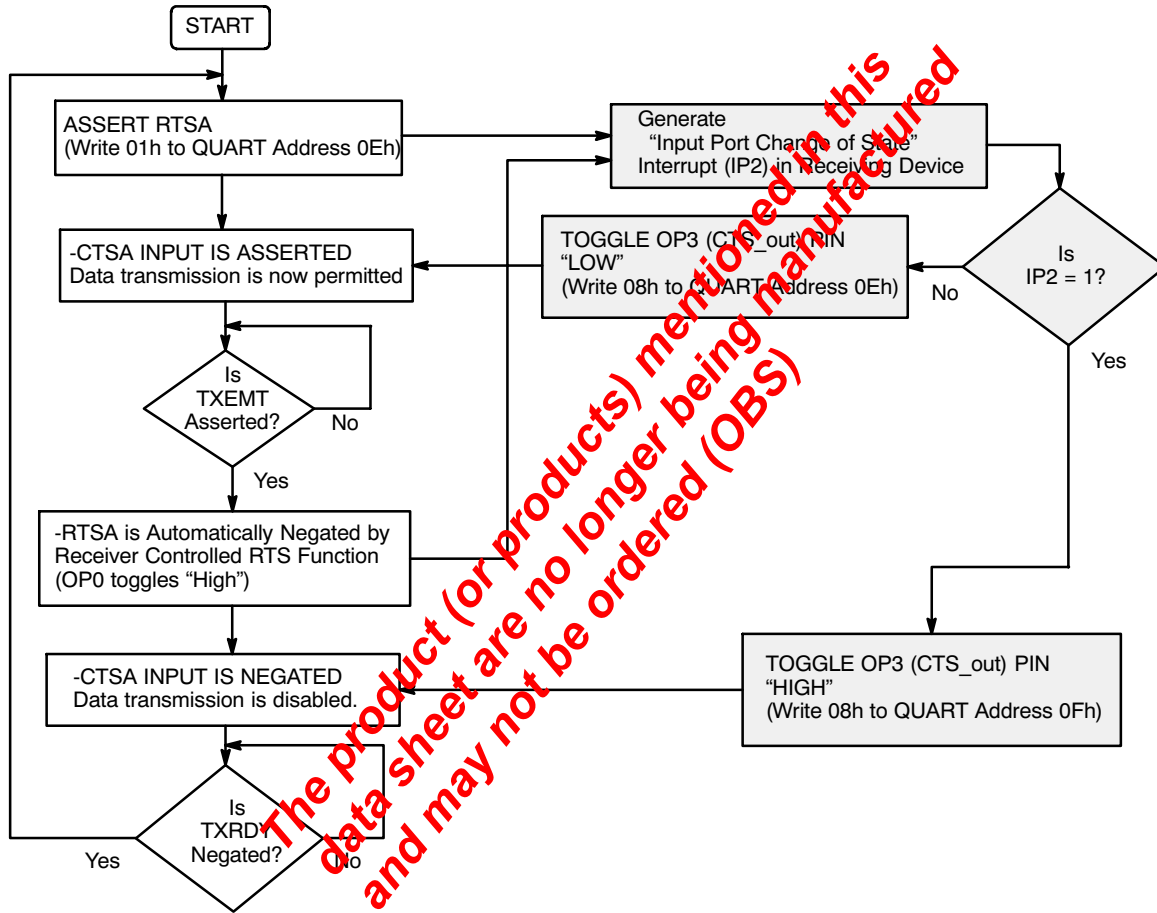 START
ASSERT RTSA
(Write 01h to QUART Address 0Eh)
Generate
“Input Port Change of State”
Interrupt (IP2) in Receiving Device
-CTSA INPUT IS ASSERTED
Data transmission is now permitted
TOGGLE OP3 (CTS_out) PIN
“LOW”
(Write 08h to QUART Address 0Eh)
Is
IP2 = 1?
No
Yes
Is
TXEMT
Asserted?
No
Yes
-RTSA is Automatically Negated by
Receiver Controlled RTS Function
(OP0 toggles “High”)
-CTSA INPUT IS NEGATED
Data transmission is disabled.
TOGGLE OP3 (CTS_out) PIN
“HIGH”
(Write 08h to QUART Address 0Fh)
Is
TXRDY
Negated?
Yes
No
The product (or products) mentioned in this
data sheet are no longer being manufactured
and may not be ordered (OBS)